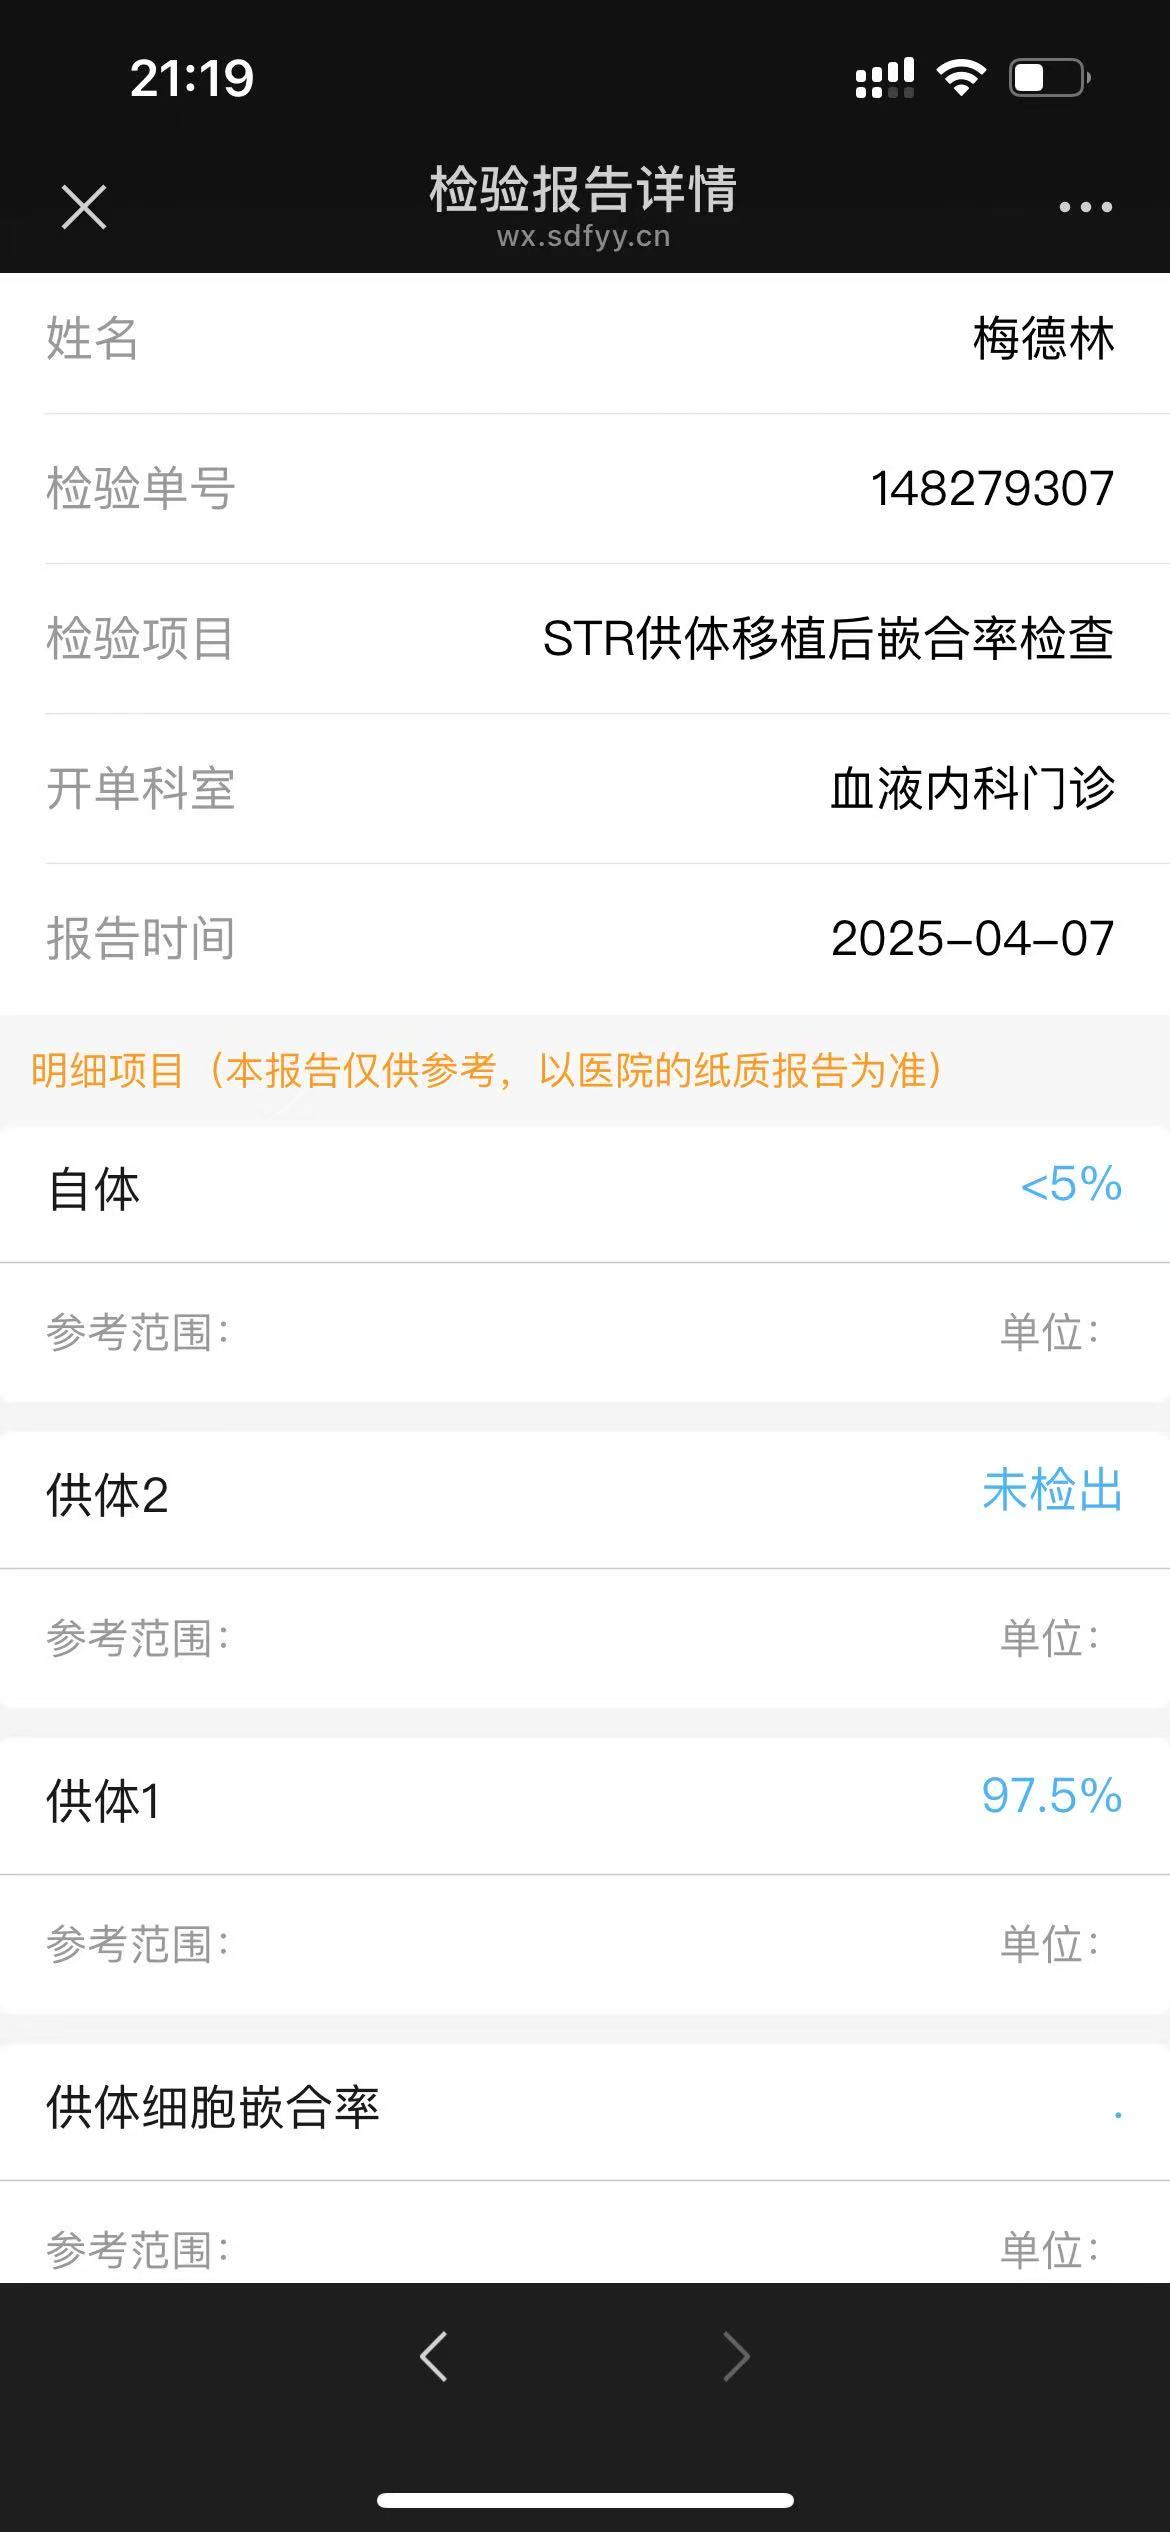 21:19
检验报告详情
wx.sdfyy.cn
姓名 梅德林
检验单号 148279307
检验项目 STR供体移植后嵌合率检查
开单科室 血液内科门诊
报告时间 2025-04-07
明细项目（本报告仅供参考，以医院的纸质报告为准）
自体 <5%
参考范围： 单位：
供体2 未检出
参考范围： 单位：
供体1 97.5%
参考范围： 单位：
供体细胞嵌合率 .
参考范围： 单位：